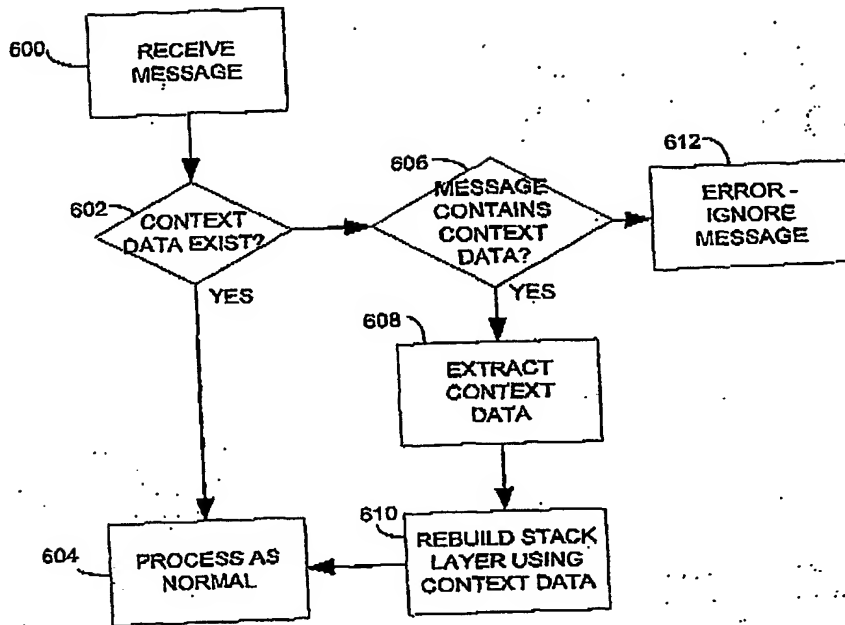 600
RECEIVE
MESSAGE
602
CONTEXT
DATA EXIST?
YES
606
MESSAGE
CONTAINS
CONTEXT
DATA?
YES
612
ERROR -
IGNORE
MESSAGE
608
EXTRACT
CONTEXT
DATA
610
REBUILD STACK
LAYER USING
CONTEXT DATA
604
PROCESS AS
NORMAL